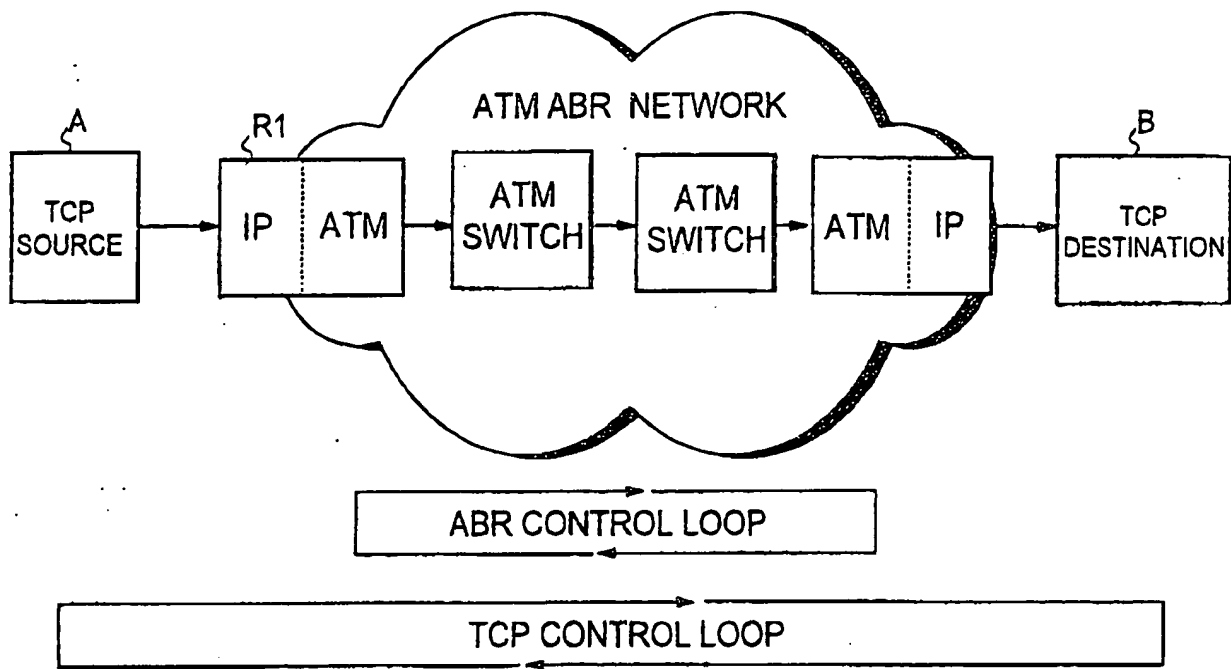 ATM ABR NETWORK
A
R1
B
TCP
SOURCE
IP
ATM
ATM
SWITCH
ATM
SWITCH
ATM
IP
TCP
DESTINATION
ABR CONTROL LOOP
TCP CONTROL LOOP